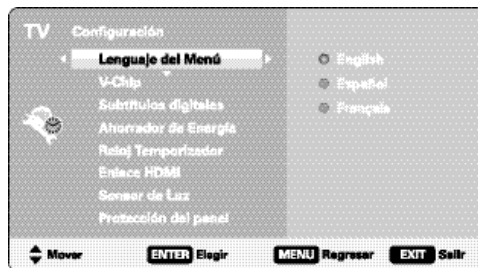 TV Configuración
Lenguaje del Menú
V-Chip
Subtítulos digitales
Ahorrador de Energía
Reloj Temporizador
Enlace HDMI
Sensor de Luz
Protección del panel
English
Español
Français
Mover ENTER Elegir MENU Regresar EXIT Salir